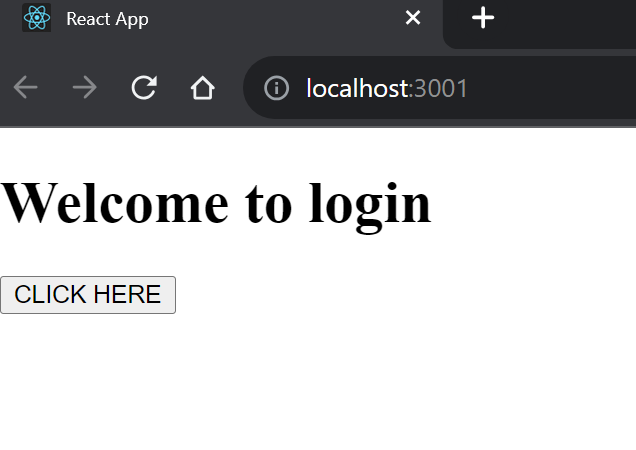 React App
localhost:3001
Welcome to login
CLICK HERE